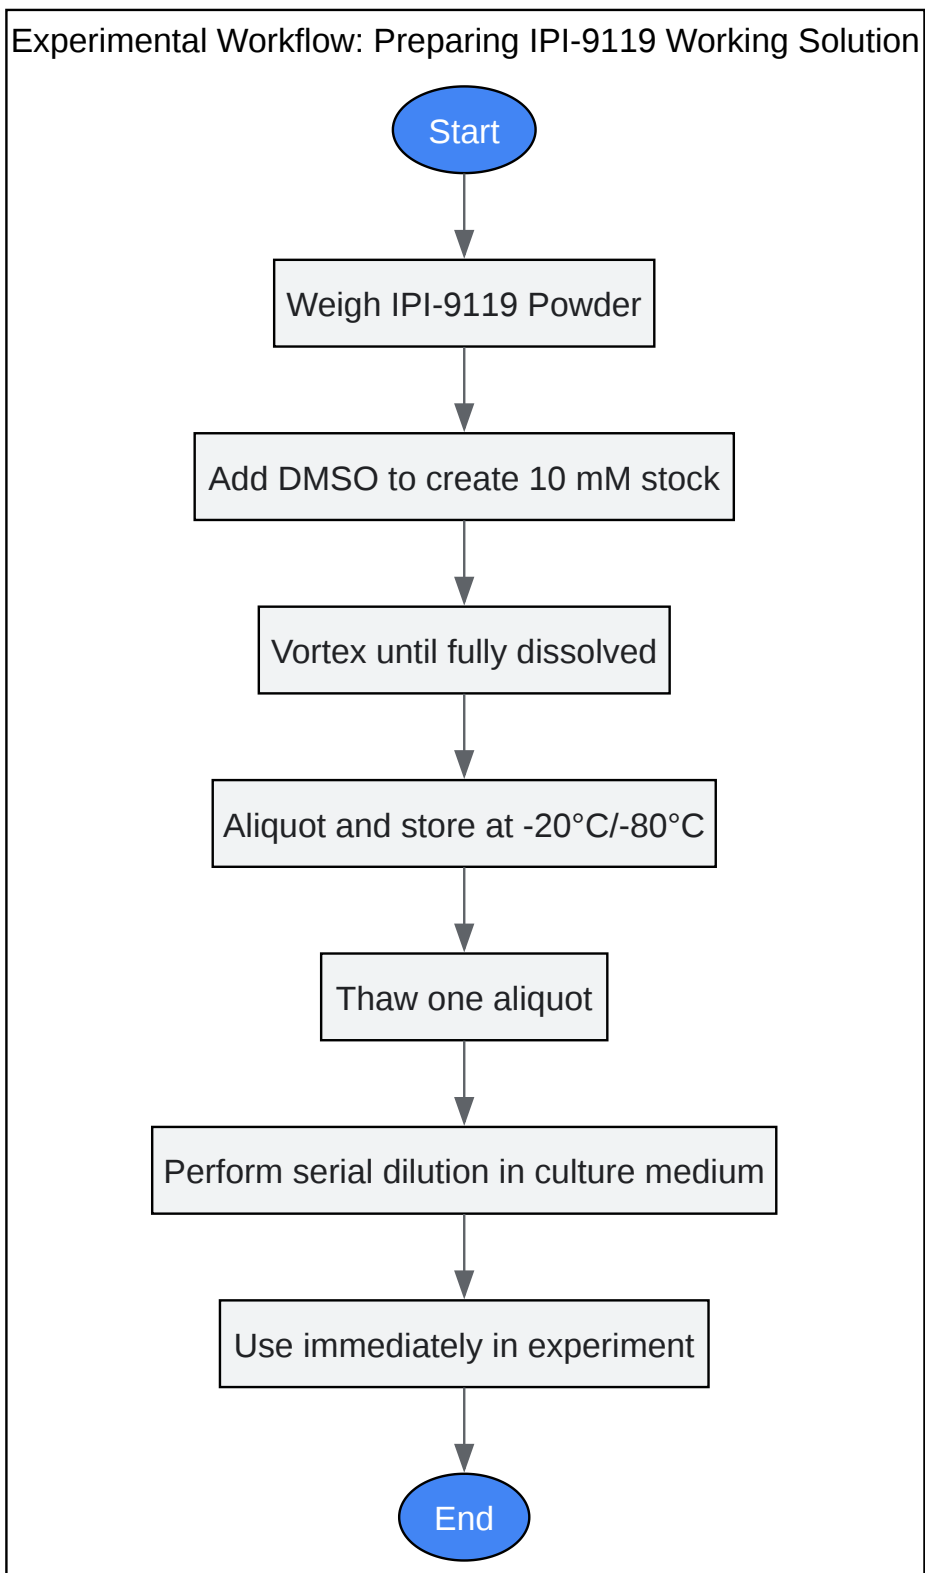 Experimental Workflow: Preparing IPI-9119 Working Solution
Start
Weigh IPI-9119 Powder
Add DMSO to create 10 mM stock
Vortex until fully dissolved
Aliquot and store at -20°C/-80°C
Thaw one aliquot
Perform serial dilution in culture medium
Use immediately in experiment
End